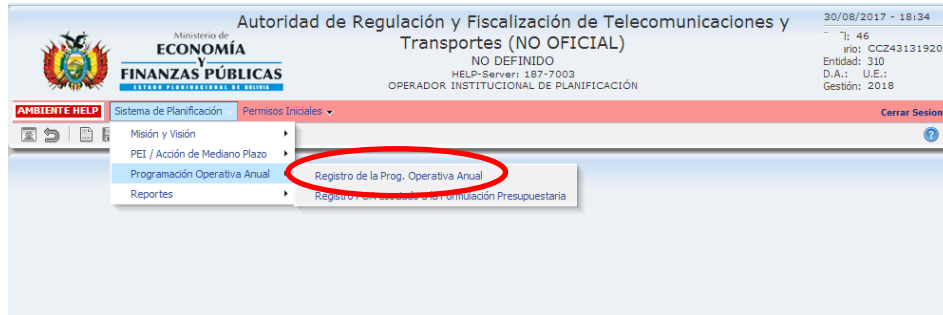 Autoridad de Regulación y Fiscalización de Telecomunicaciones y
Transportes (NO OFICIAL)
NO DEFINIDO
HELP-Server: 187-7003
OPERADOR INSTITUCIONAL DE PLANIFICACIÓN
Ministerio de
ECONOMÍA
Y
FINANZAS PÚBLICAS
ESTADO PLURINACIONAL DE BOLIVIA
30/08/2017 - 18:34
46
CCZ43131920
Entidad: 310
D.A.: U.E.:
Gestión: 2018
AMBIENTE HELP Sistema de Planificación Permisos Iniciales Cerrar Sesion
Misión y Visión
PEI / Acción de Mediano Plazo
Programación Operativa Anual
Registro de la Prog. Operativa Anual
Reportes
la Formulación Presupuestaria